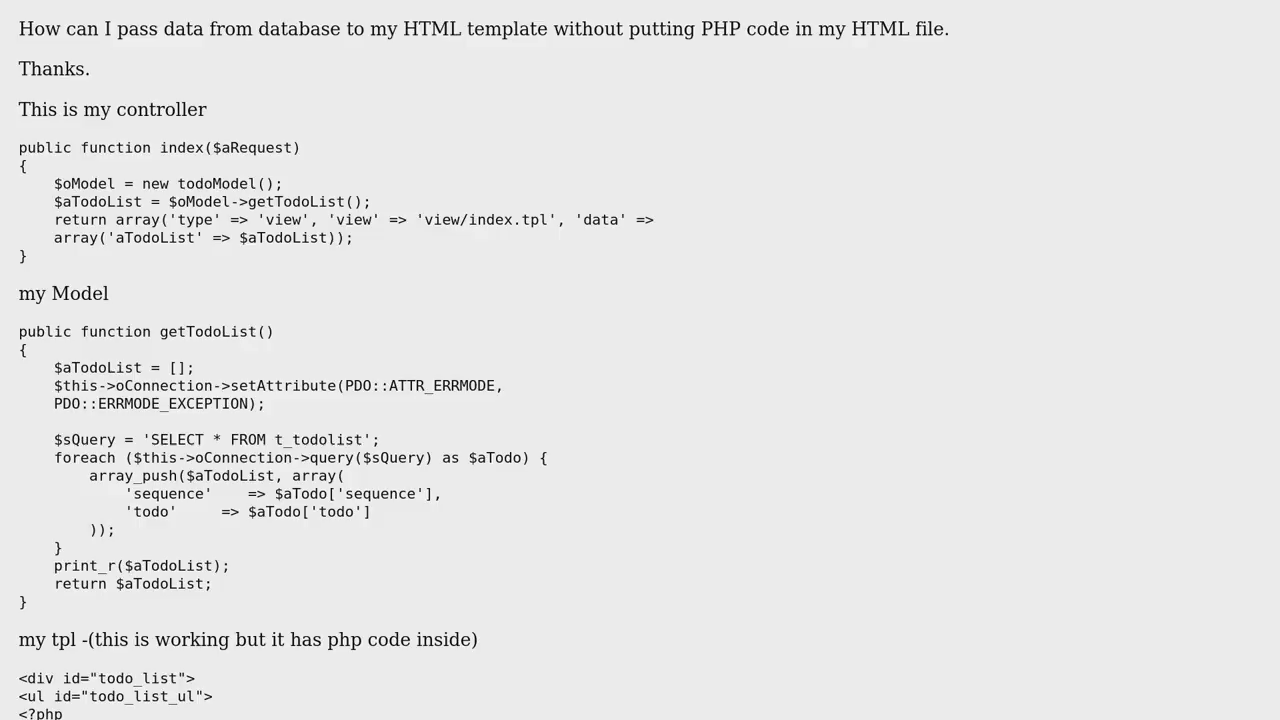 How can I pass data from database to my HTML template without putting PHP code in my HTML file.
Thanks.
This is my controller
public function index($aRequest)
{
    $oModel = new todoModel();
    $aTodoList = $oModel->getTodoList();
    return array('type' => 'view', 'view' => 'view/index.tpl', 'data' =>
    array('aTodoList' => $aTodoList));
}
my Model
public function getTodoList()
{
    $aTodoList = [];
    $this->oConnection->setAttribute(PDO::ATTR_ERRMODE,
    PDO::ERRMODE_EXCEPTION);
    $sQuery = 'SELECT * FROM t_todolist';
    foreach ($this->oConnection->query($sQuery) as $aTodo) {
        array_push($aTodoList, array(
            'sequence'    => $aTodo['sequence'],
            'todo'     => $aTodo['todo']
        ));
    }
    print_r($aTodoList);
    return $aTodoList;
}
my tpl -(this is working but it has php code inside)
<div id="todo_list">
<ul id="todo_list_ul">
<?php